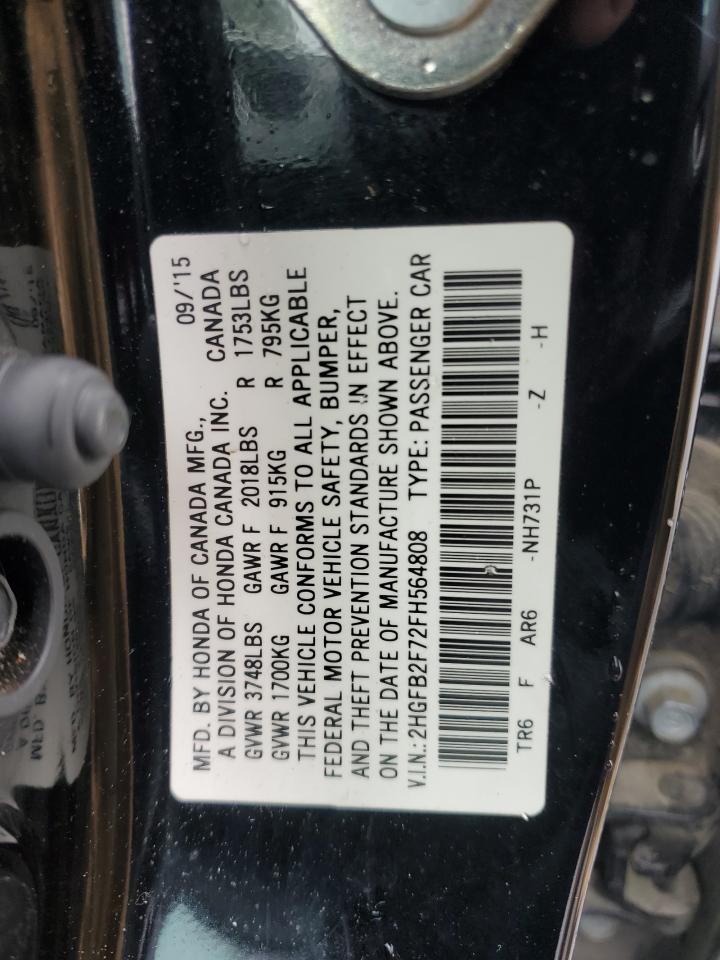 MFD. BY HONDA OF CANADA MFG., 09/'15
A DIVISION OF HONDA CANADA INC. CANADA
GVWR 3748LBS GAWR F 2018LBS R 1753LBS
GVWR 1700KG GAWR F 915KG R 795KG
THIS VEHICLE CONFORMS TO ALL APPLICABLE
FEDERAL MOTOR VEHICLE SAFETY, BUMPER,
AND THEFT PREVENTION STANDARDS IN EFFECT
ON THE DATE OF MANUFACTURE SHOWN ABOVE.
V.I.N.: 2HGFB2F72FH564808 TYPE: PASSENGER CAR
TR6 F AR6 -NH731P -Z -H